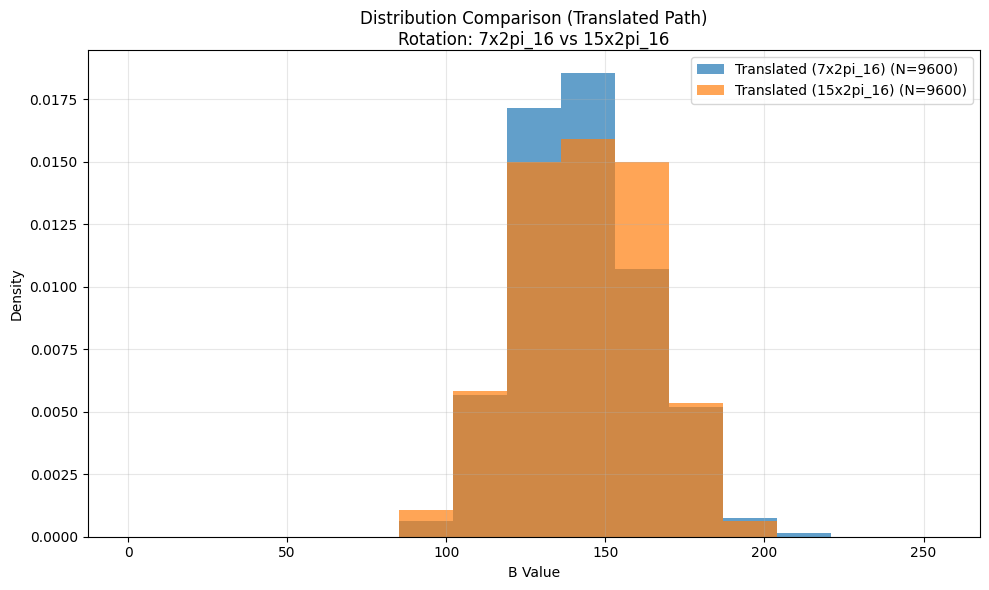 Distribution Comparison (Translated Path)
Rotation: 7x2pi_16 vs 15x2pi_16
Translated (7x2pi_16) (N=9600)
Translated (15x2pi_16) (N=9600)
Density
0.0175
0.0150
0.0125
0.0100
0.0075
0.0050
0.0025
0.0000
0 50 100 150 200 250
B Value